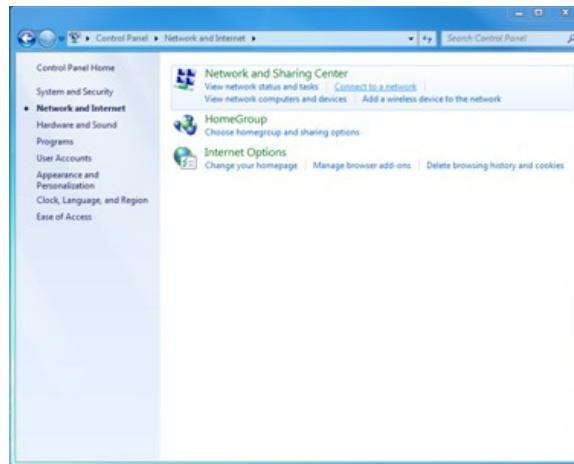 Control Panel ▸ Network and Internet ▸
Search Control Panel
Control Panel Home
System and Security
Network and Internet
Hardware and Sound
Programs
User Accounts
Appearance and
Personalization
Clock, Language, and Region
Ease of Access
Network and Sharing Center
View network status and tasks | Connect to a network
View network computers and devices | Add a wireless device to the network
HomeGroup
Choose homegroup and sharing options
Internet Options
Change your homepage | Manage browser add-ons | Delete browsing history and cookies